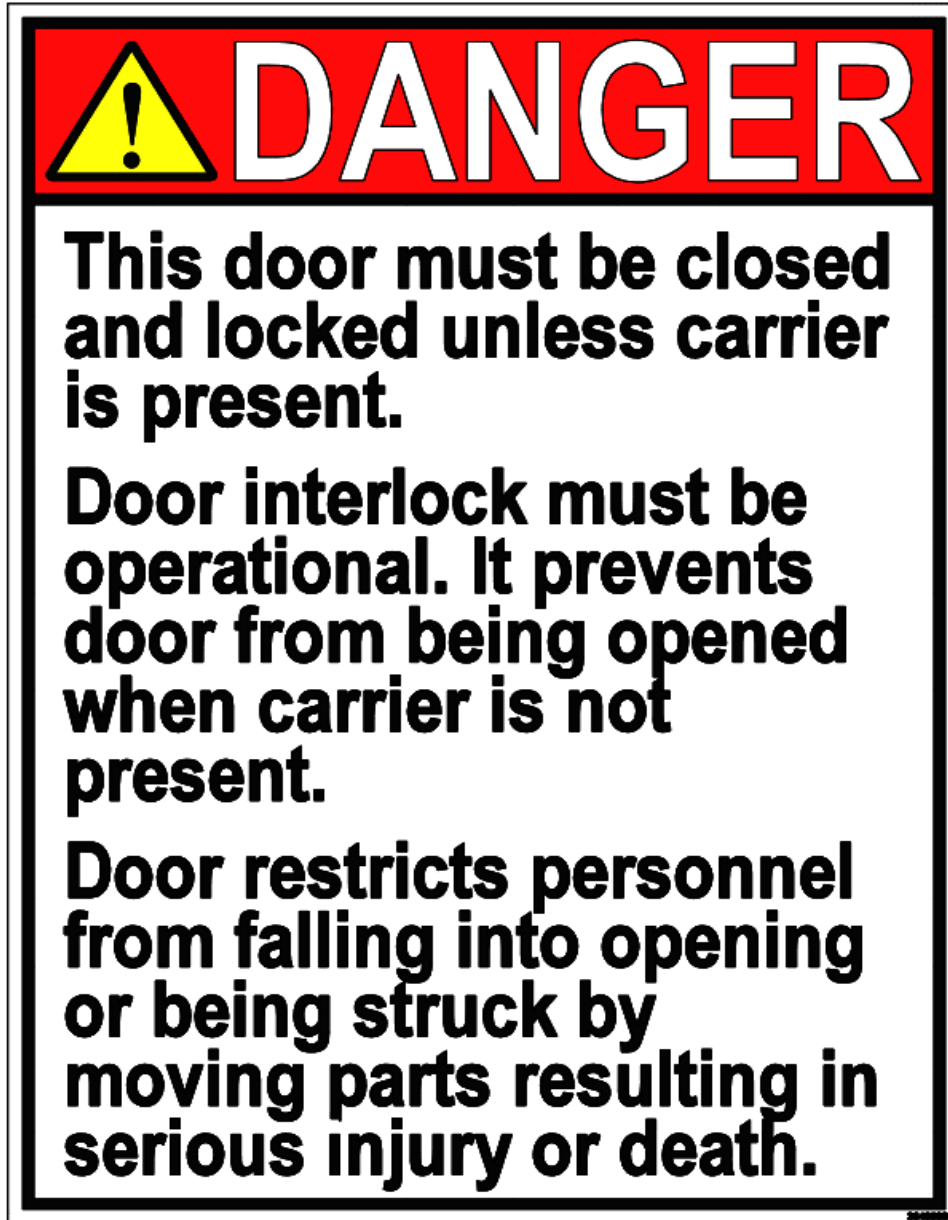 DANGER
This door must be closed
and locked unless carrier
is present.
Door interlock must be
operational. It prevents
door from being opened
when carrier is not
present.
Door restricts personnel
from falling into opening
or being struck by
moving parts resulting in
serious injury or death.